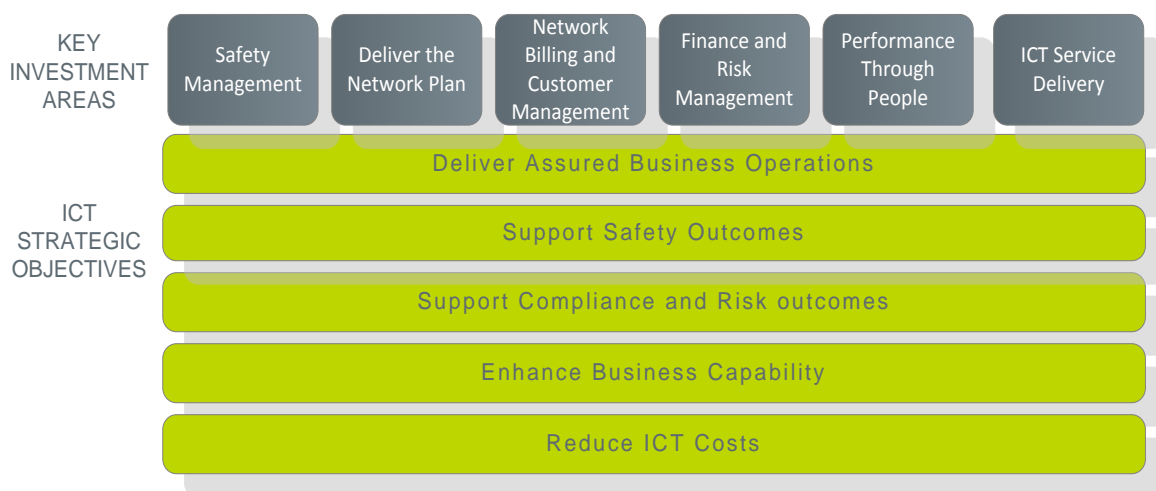 KEY
INVESTMENT
AREAS
Safety
Management
Deliver the
Network Plan
Network
Billing and
Customer
Management
Finance and
Risk
Management
Performance
Through
People
ICT Service
Delivery
Deliver Assured Business Operations
ICT
STRATEGIC
OBJECTIVES
Support Safety Outcomes
Support Compliance and Risk outcomes
Enhance Business Capability
Reduce ICT Costs